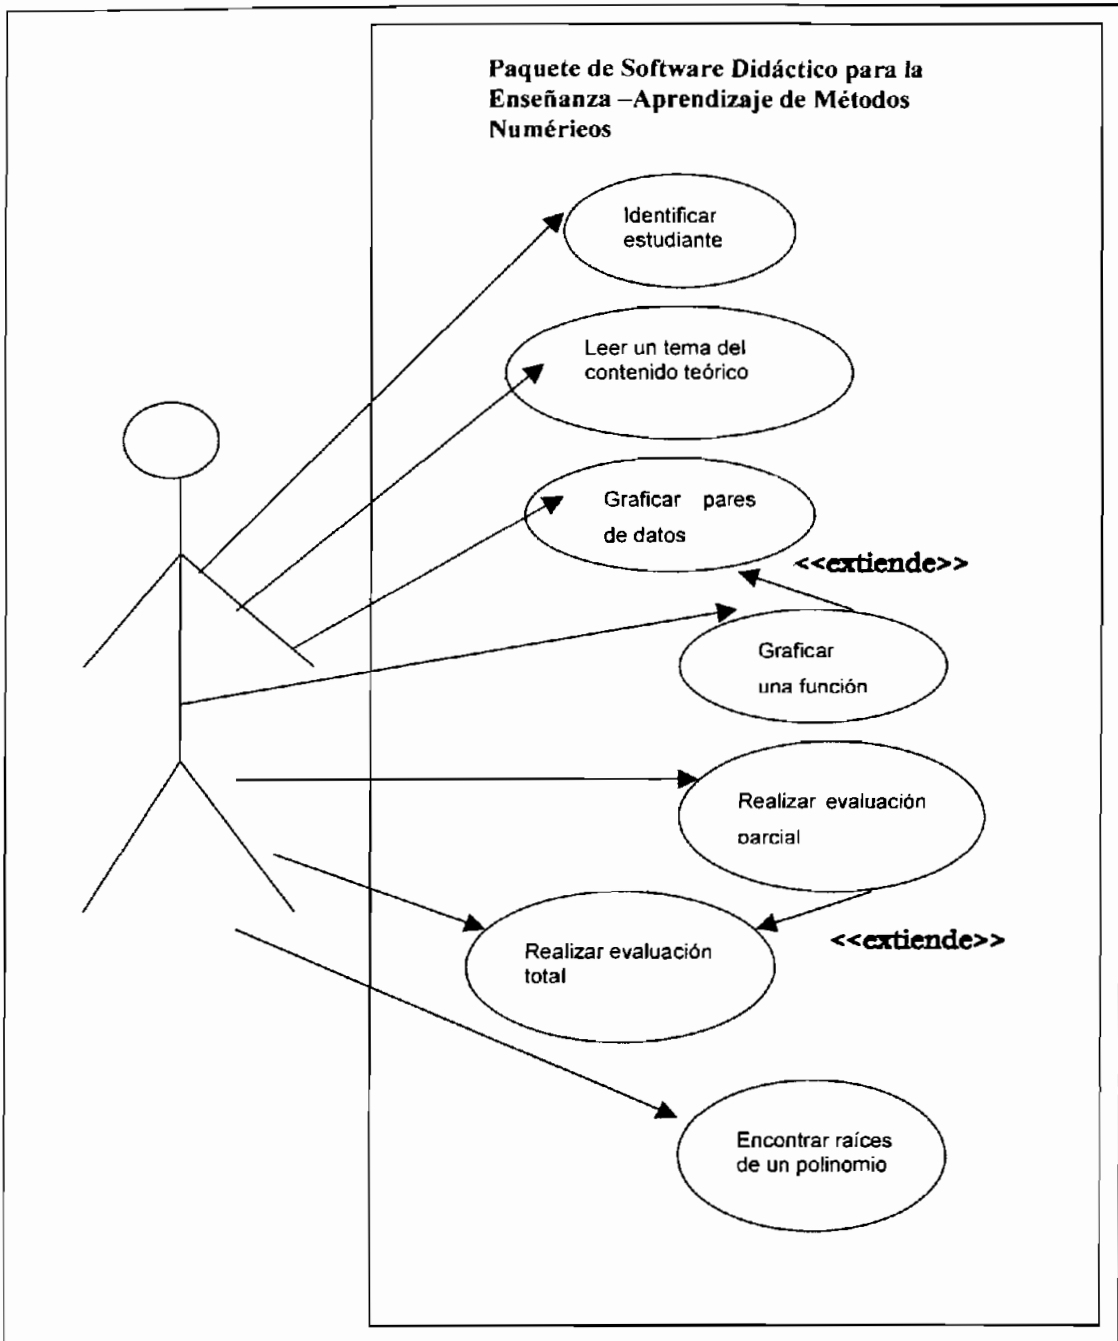 Paquete de Software Didáctico para la
Enseñanza –Aprendizaje de Métodos
Numéricos
Identificar
estudiante
Leer un tema del
contenido teórico
Graficar pares
de datos
<<extiende>>
Graficar
una función
Realizar evaluación
parcial
<<extiende>>
Realizar evaluación
total
Encontrar raíces
de un polinomio